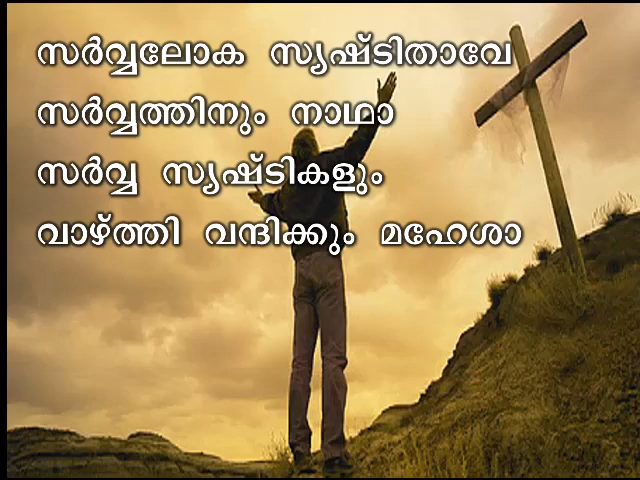 സർവ്വലോക സൃഷ്ടിതാവേ
സർവ്വത്തിനും നാഥാ
സർവ്വ സൃഷ്ടികളും
വാഴ്ത്തി വന്ദിക്കും മഹേശാ